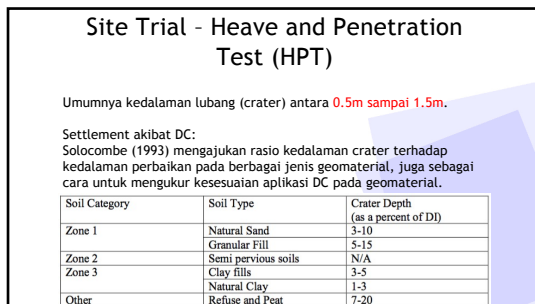 Site Trial – Heave and Penetration
Test (HPT)
Umumnya kedalaman lubang (crater) antara 0.5m sampai 1.5m.
Settlement akibat DC:
Solocombe (1993) mengajukan rasio kedalaman crater terhadap
kedalaman perbaikan pada berbagai jenis geomaterial, juga sebagai
cara untuk mengukur kesesuaian aplikasi DC pada geomaterial.
Soil Category Soil Type Crater Depth
(as a percent of DI)
Zone 1 Natural Sand 3-10
Granular Fill 5-15
Zone 2 Semi pervious soils N/A
Zone 3 Clay fills 3-5
Natural Clay 1-3
Other Refuse and Peat 7-20